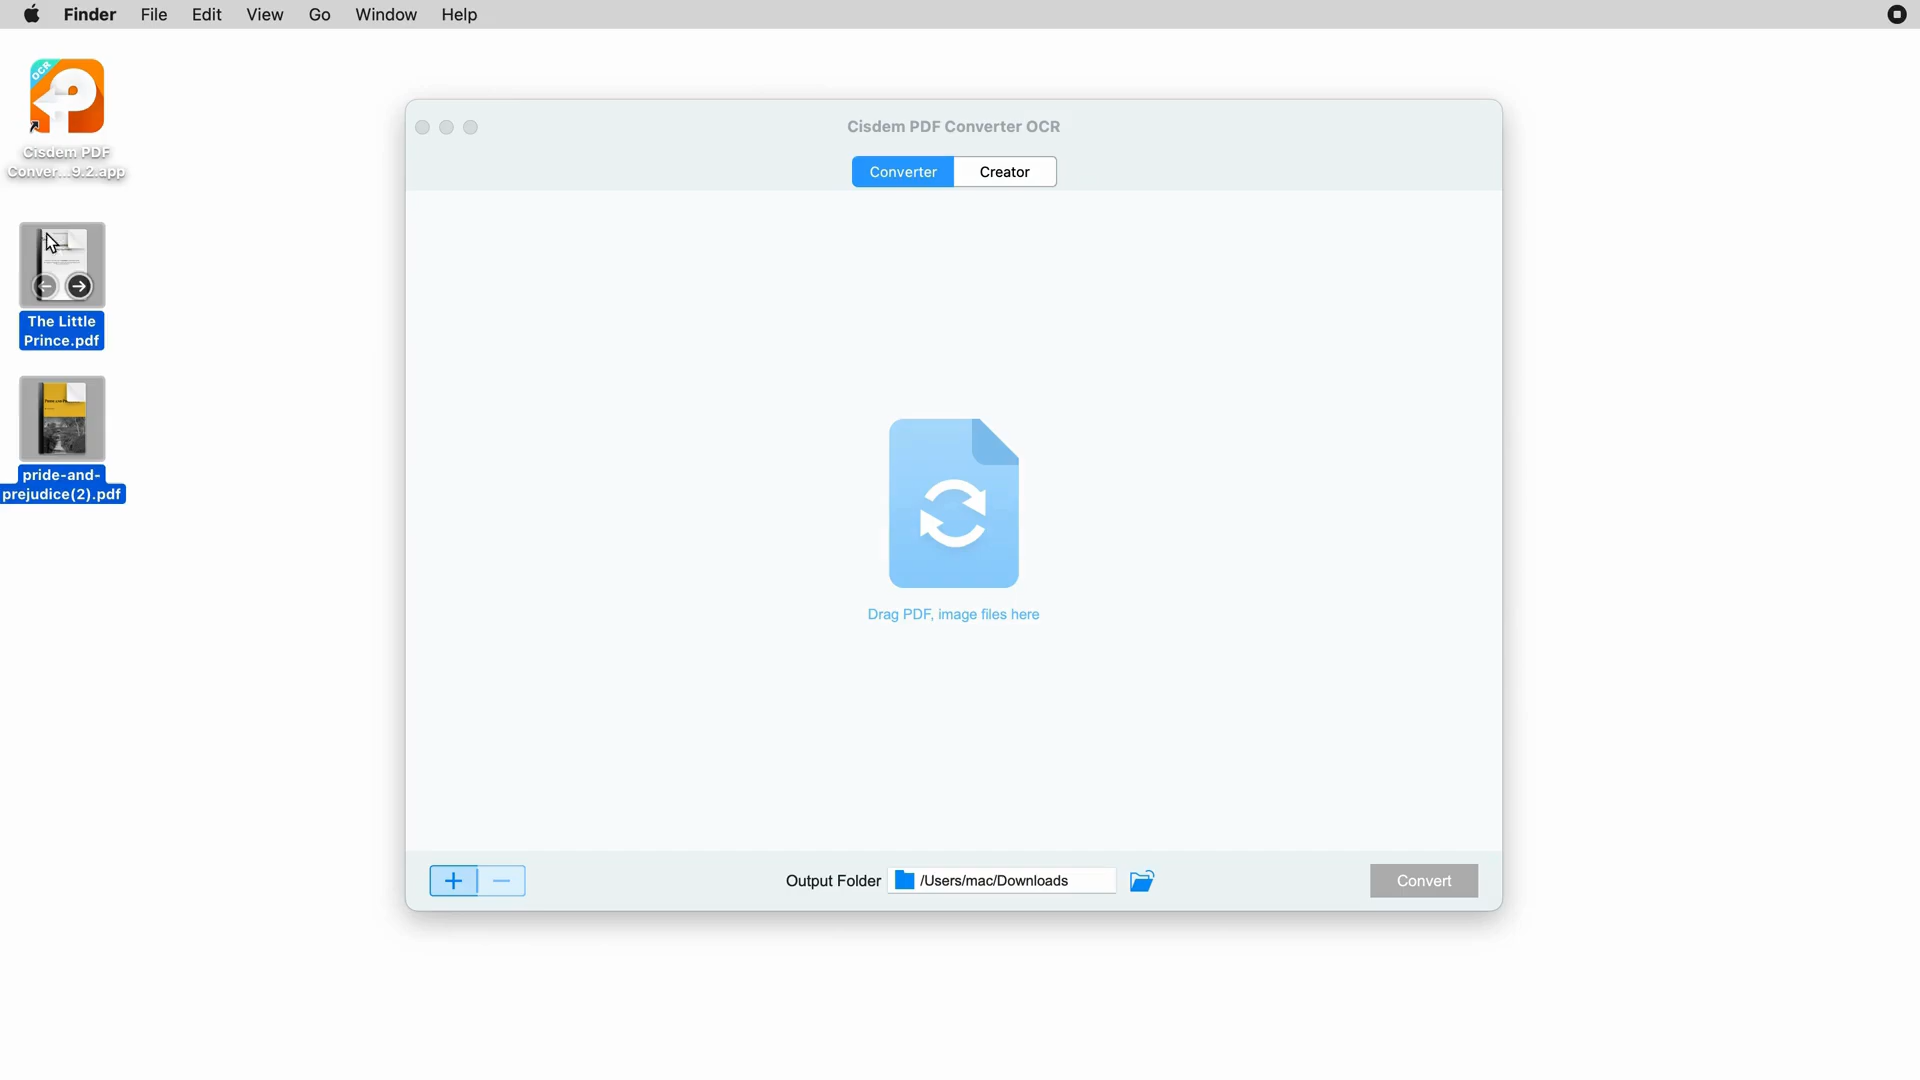 Finder File Edit View Go Window Help
OCR
Cisdem PDF
Conver...9.2.app
The Little
Prince.pdf
pride-and-
prejudice(2).pdf
Cisdem PDF Converter OCR
Converter Creator
Drag PDF, image files here
Output Folder /Users/mac/Downloads
Convert